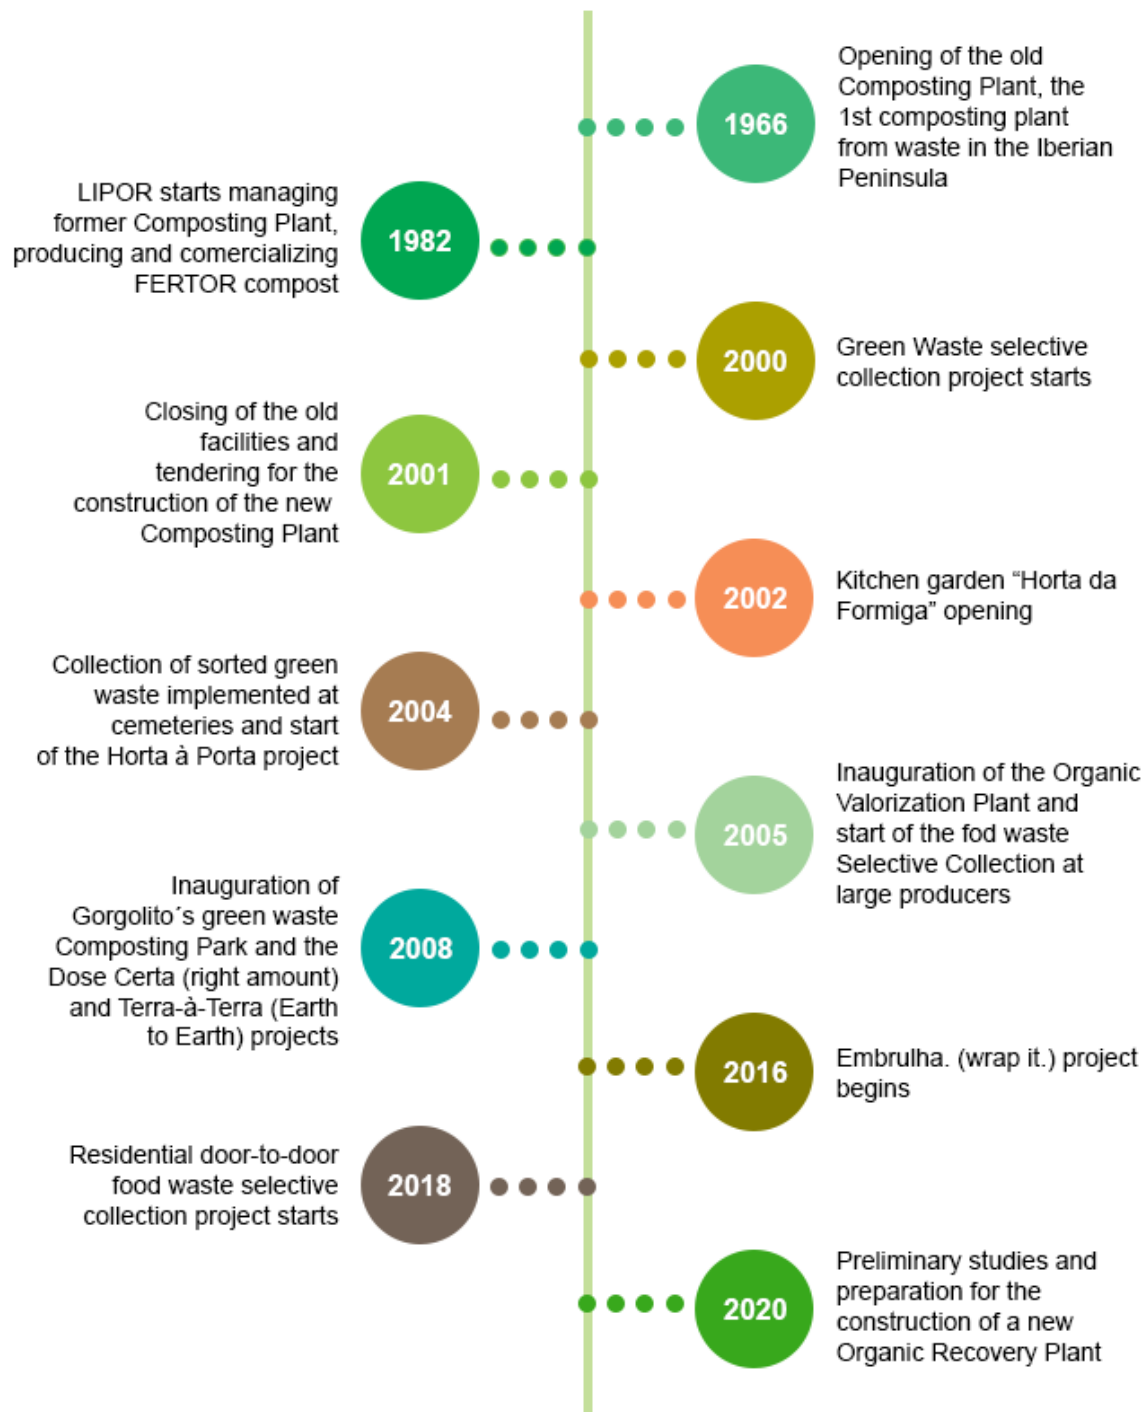 1966
Opening of the old
Composting Plant, the
1st composting plant
from waste in the Iberian
Peninsula
LIPOR starts managing
former Composting Plant,
producing and comercializing
FERTOR compost
1982
2000
Green Waste selective
collection project starts
Closing of the old
facilities and
tendering for the
construction of the new
Composting Plant
2001
2002
Kitchen garden “Horta da
Formiga” opening
Collection of sorted green
waste implemented at
cemeteries and start
of the Horta à Porta project
2004
2005
Inauguration of the Organic
Valorization Plant and
start of the fod waste
Selective Collection at
large producers
Inauguration of
Gorgolito´s green waste
Composting Park and the
Dose Certa (right amount)
and Terra-à-Terra (Earth
to Earth) projects
2008
2016
Embrulha. (wrap it.) project
begins
Residential door-to-door
food waste selective
collection project starts
2018
2020
Preliminary studies and
preparation for the
construction of a new
Organic Recovery Plant